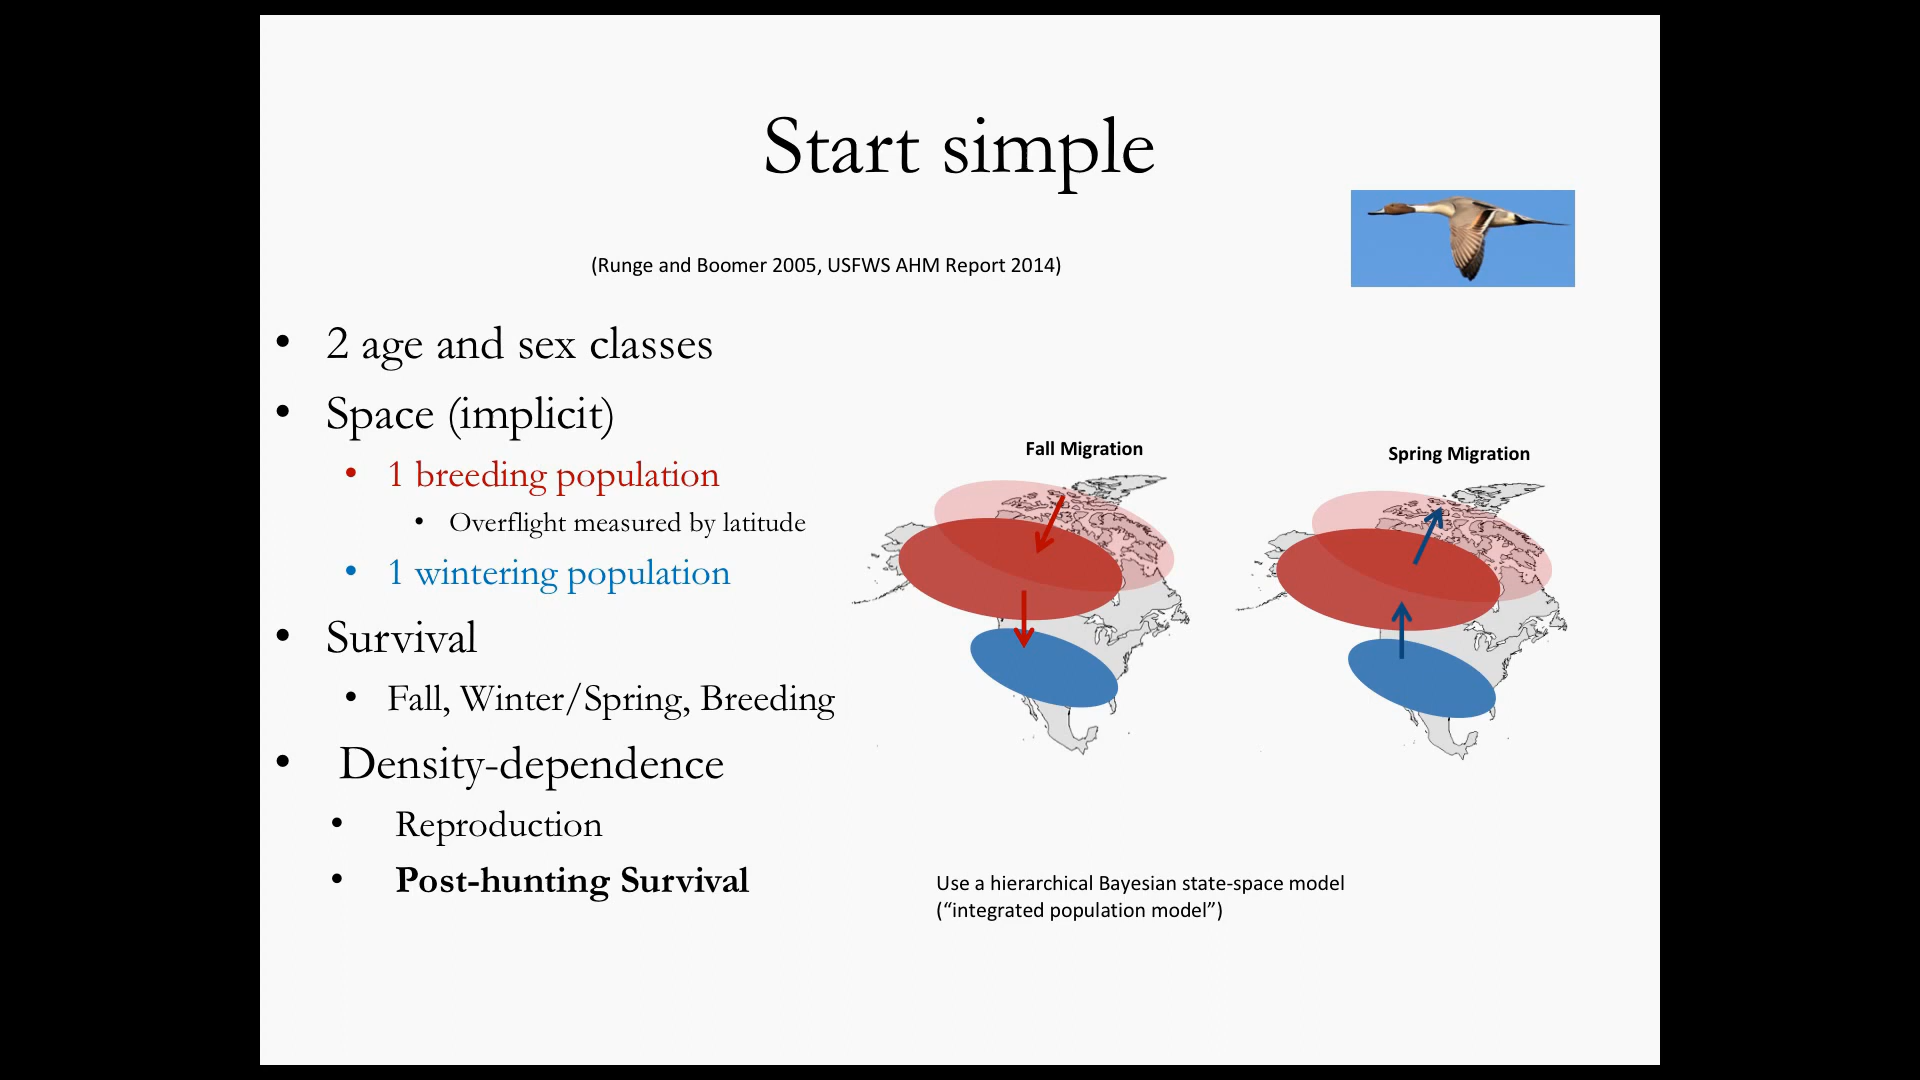 Start simple
(Runge and Boomer 2005, USFWS AHM Report 2014)
• 2 age and sex classes
• Space (implicit)
• 1 breeding population
• Overflight measured by latitude
• 1 wintering population
• Survival
• Fall, Winter/Spring, Breeding
• Density-dependence
• Reproduction
• Post-hunting Survival
Fall Migration
Spring Migration
Use a hierarchical Bayesian state-space model
(“integrated population model”)